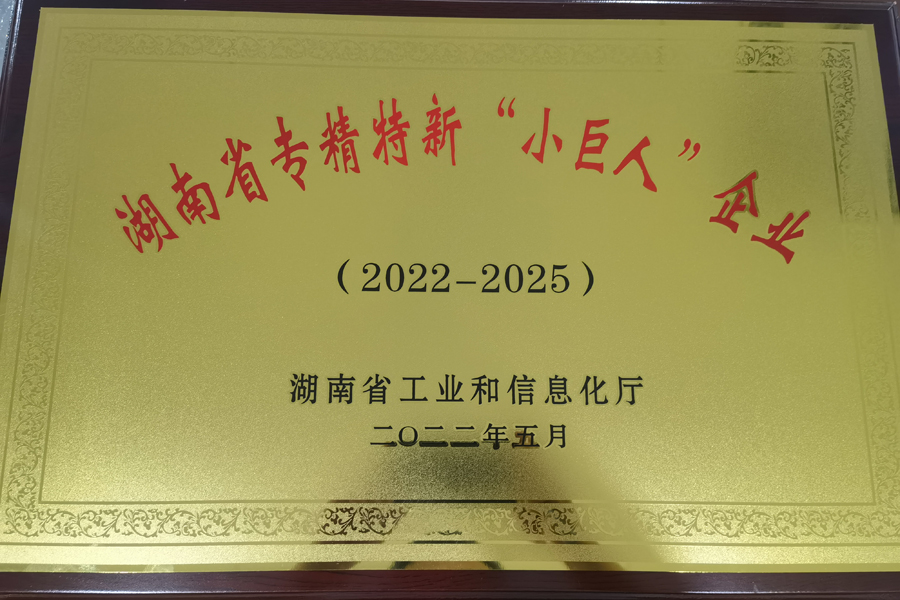 湖南省专精特新“小巨人”企业
（2022-2025）
湖南省工业和信息化厅
二〇二二年五月